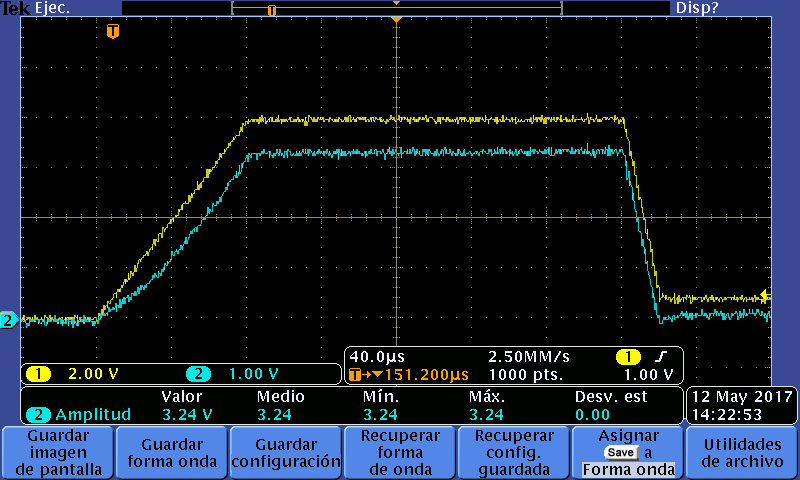 Tek Ejec. Disp?
T
T
2
1 2.00 V 2 1.00 V
40.0µs 2.50MM/s 1 
T 151.200µs 1000 pts. 1.00 V
Valor Medio Mín. Máx. Desv. est
2 Amplitud 3.24 V 3.24 3.24 3.24 0.00
12 May 2017
14:22:53
Guardar
imagen
de pantalla
Guardar
forma onda
Guardar
configuración
Recuperar
forma
de onda
Recuperar
config.
guardada
Asignar
Save a
Forma onda
Utilidades
de archivo